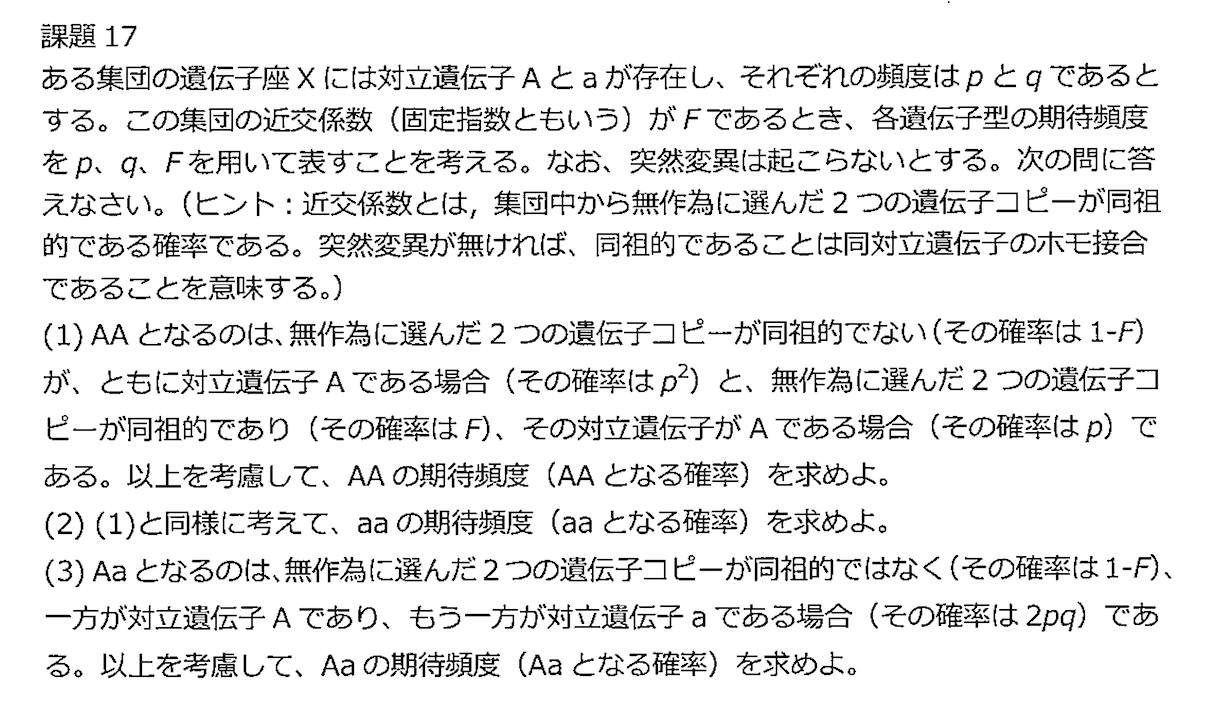 課題 17
ある集団の遺伝子座 X には対立遺伝子 A と a が存在し、それぞれの頻度は p と q であると
する。この集団の近交係数（固定指数ともいう）が F であるとき、各遺伝子型の期待頻度
を p、q、F を用いて表すことを考える。なお、突然変異は起こらないとする。次の問に答
えなさい。（ヒント：近交係数とは，集団中から無作為に選んだ 2 つの遺伝子コピーが同祖
的である確率である。突然変異が無ければ、同祖的であることは同対立遺伝子のホモ接合
であることを意味する。）
(1) AA となるのは、無作為に選んだ 2 つの遺伝子コピーが同祖的でない（その確率は 1-F）
が、ともに対立遺伝子 A である場合（その確率は p²）と、無作為に選んだ 2 つの遺伝子コ
ピーが同祖的であり（その確率は F）、その対立遺伝子が A である場合（その確率は p）で
ある。以上を考慮して、AA の期待頻度（AA となる確率）を求めよ。
(2) (1)と同様に考えて、aa の期待頻度（aa となる確率）を求めよ。
(3) Aa となるのは、無作為に選んだ 2 つの遺伝子コピーが同祖的ではなく（その確率は 1-F）、
一方が対立遺伝子 A であり、もう一方が対立遺伝子 a である場合（その確率は 2pq）であ
る。以上を考慮して、Aa の期待頻度（Aa となる確率）を求めよ。